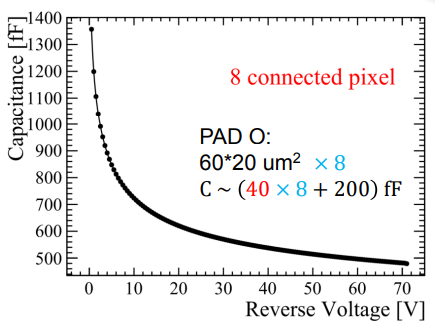 Capacitance [fF]
1400
1300
1200
1100
1000
900
800
700
600
500
8 connected pixel
PAD O:
60*20 um² × 8
C ~ (40 × 8 + 200) fF
0 10 20 30 40 50 60 70
Reverse Voltage [V]